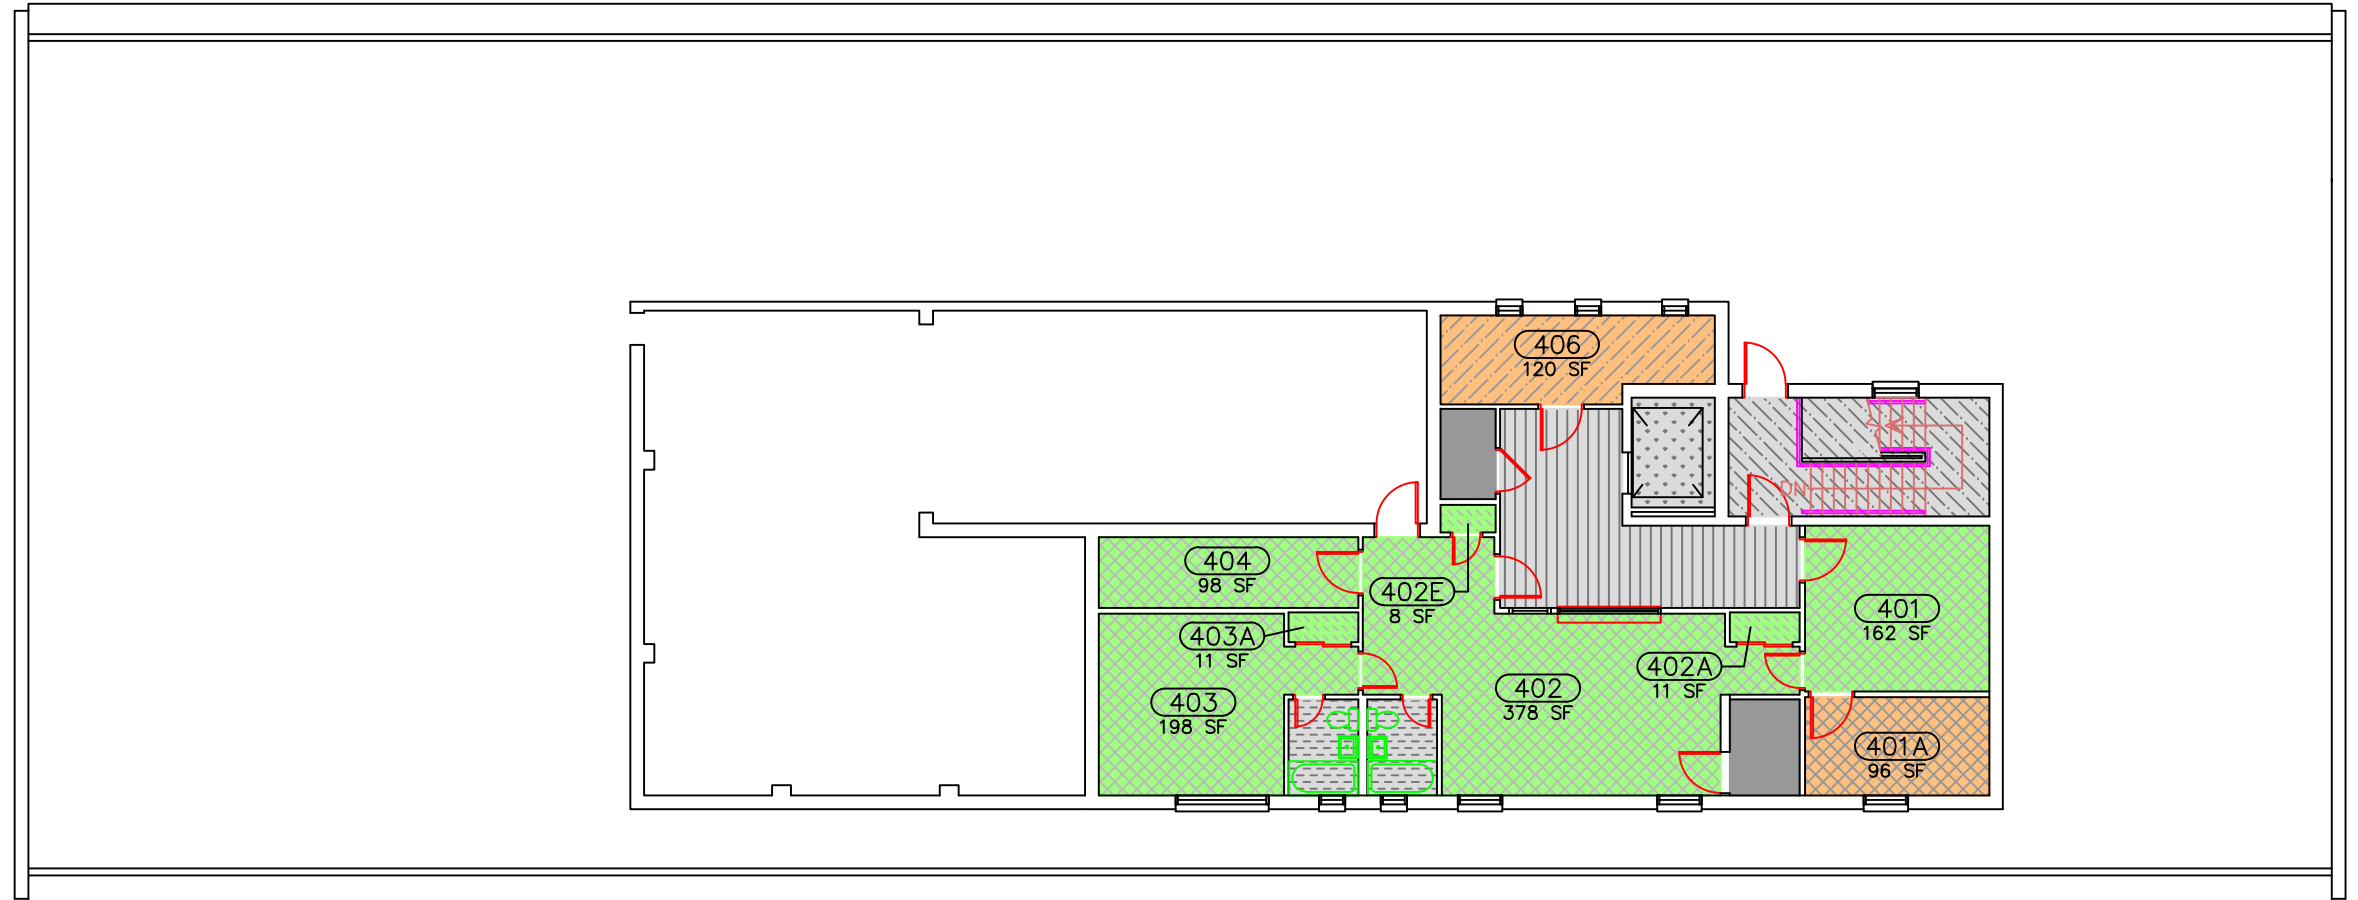 406
120 SF
DN
404
98 SF
402E
8 SF
401
162 SF
403A
11 SF
402A
11 SF
403
198 SF
402
378 SF
401A
96 SF